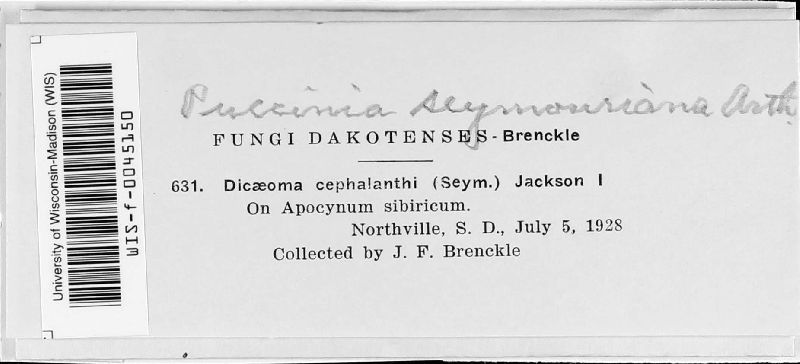 University of Wisconsin-Madison (WIS)
WIS-f-0045150
Puccinia seymouriana Arth.
FUNGI DAKOTENSES - Brenckle
631. Dicæoma cephalanthi (Seym.) Jackson I
On Apocynum sibiricum.
Northville, S. D., July 5, 1928
Collected by J. F. Brenckle